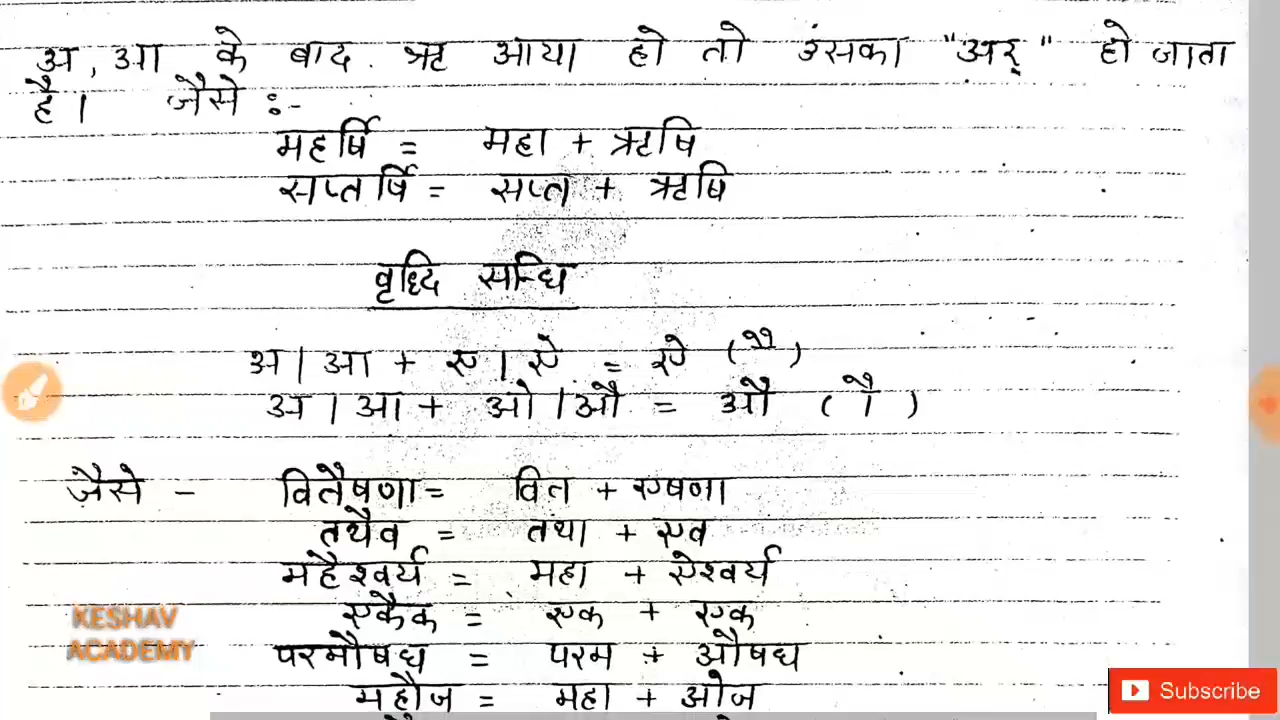 अ, आ के बाद ऋ आया हो तो उसका "अर्" हो जाता
है। जैसे :-
महर्षि = महा + ऋषि
सप्तर्षि = सप्त + ऋषि
वृध्दि सन्धि
अ | आ + ए | ऐ = ऐ ( ै )
अ | आ + ओ | औ = औ ( ौ )
जैसे - वितैषणा = वित + एषणा
तथैव = तथा + एव
महैश्वर्य = महा + ऐश्वर्य
एकैक = एक + एक
परमौषध = परम + औषध
महौज = महा + ओज
KESHAV
ACADEMY
Subscribe